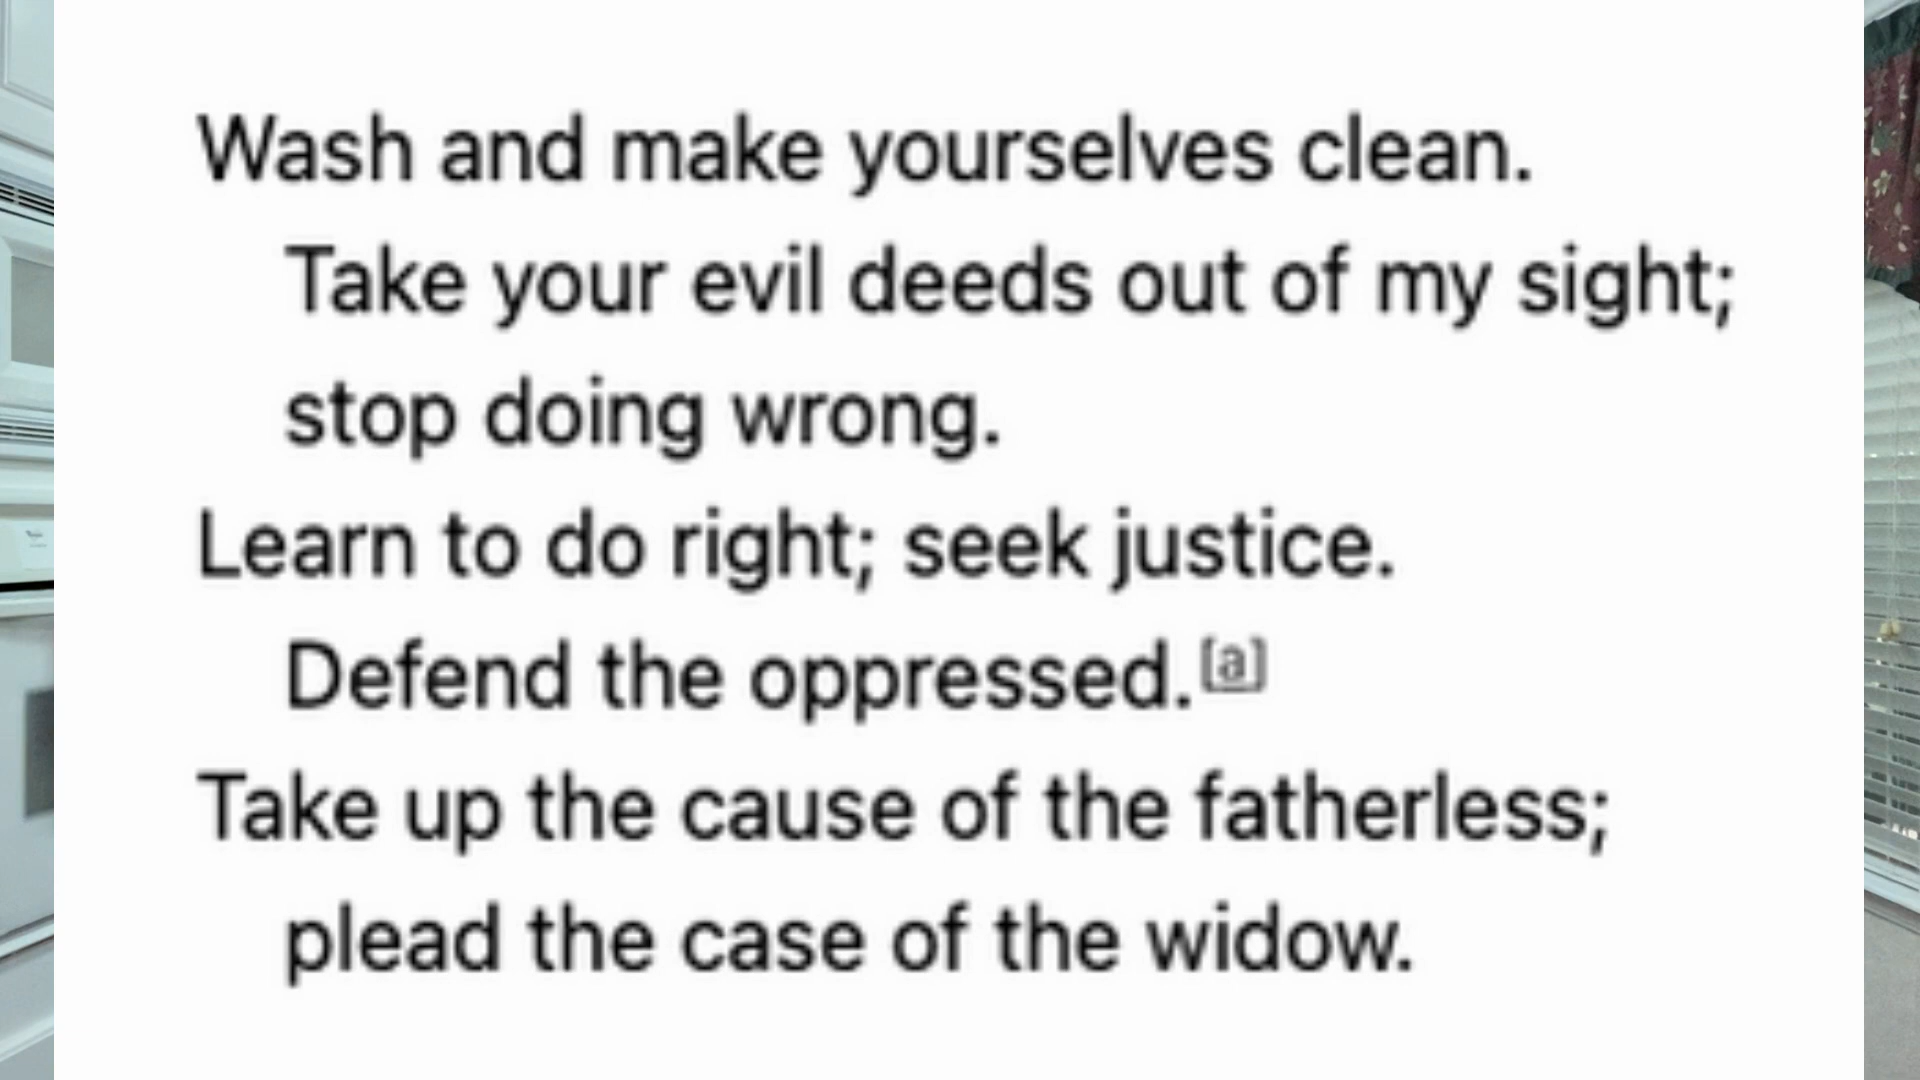 Wash and make yourselves clean.
Take your evil deeds out of my sight;
stop doing wrong.
Learn to do right; seek justice.
Defend the oppressed.[a]
Take up the cause of the fatherless;
plead the case of the widow.